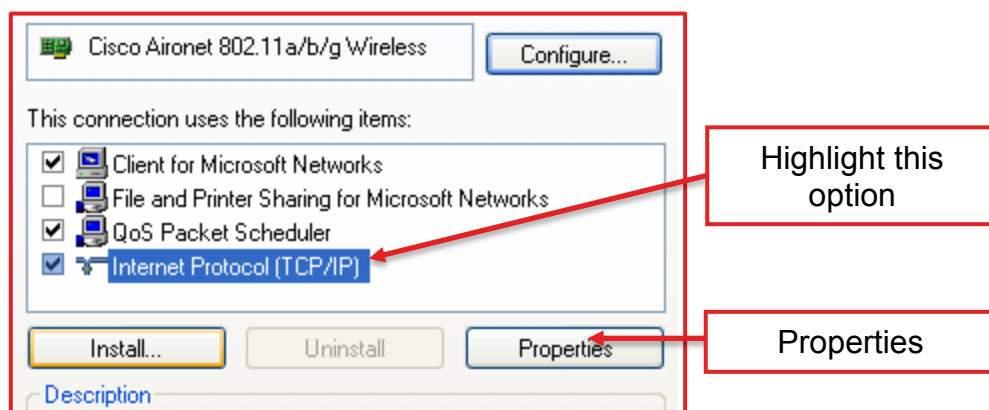 Cisco Aironet 802.11a/b/g Wireless
Configure...
This connection uses the following items:
Client for Microsoft Networks
File and Printer Sharing for Microsoft Networks
QoS Packet Scheduler
Internet Protocol (TCP/IP)
Highlight this
option
Install...
Uninstall
Properties
Properties
Description